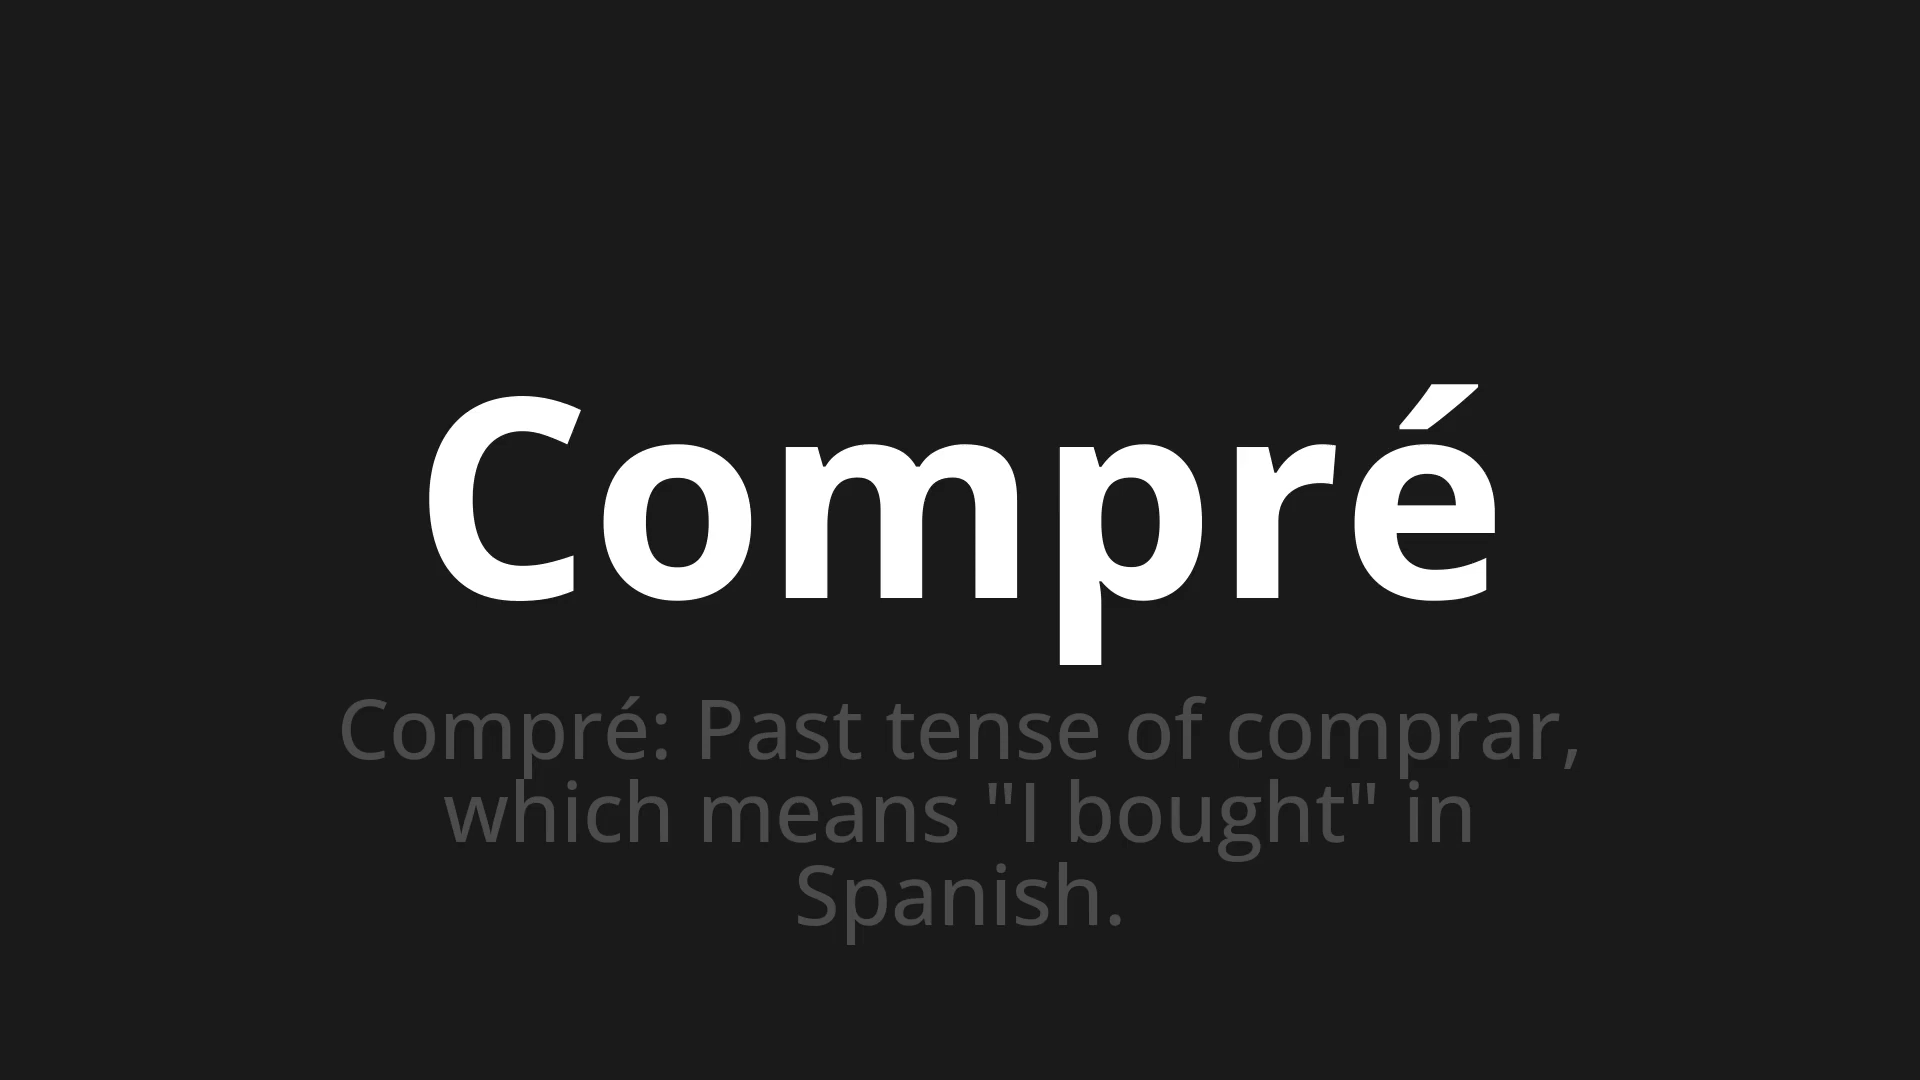 Compré
Compré: Past tense of comprar,
which means "I bought" in
Spanish.